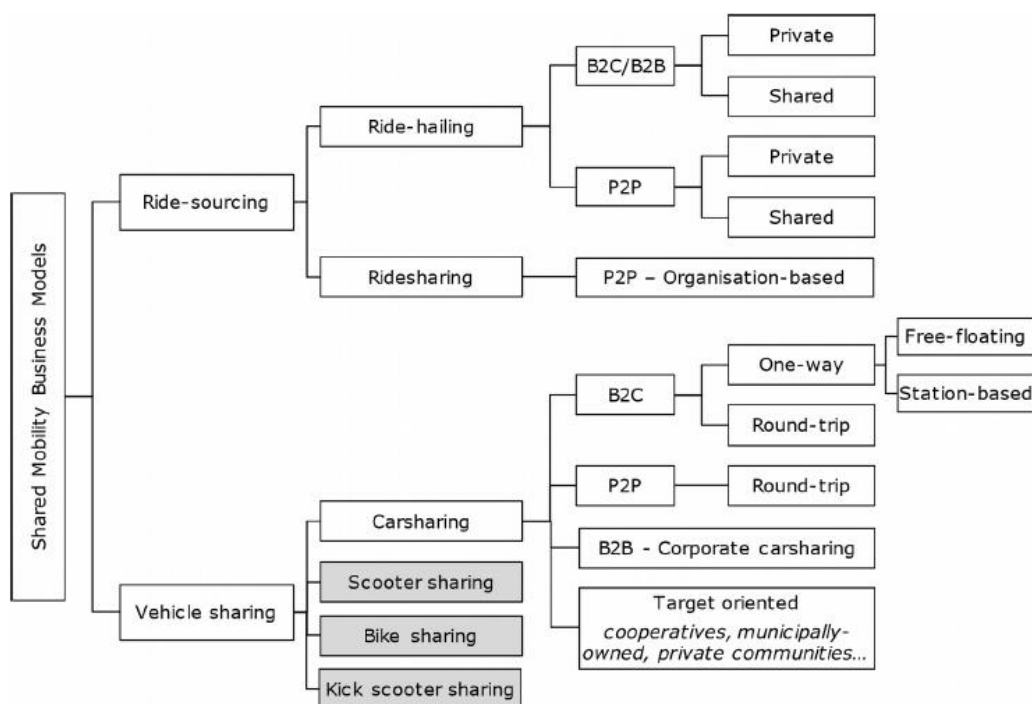 Shared Mobility Business Models
Ride-sourcing
Ride-hailing
B2C/B2B
Private
Shared
P2P
Private
Shared
Ridesharing
P2P – Organisation-based
Vehicle sharing
Carsharing
B2C
One-way
Free-floating
Station-based
Round-trip
P2P
Round-trip
B2B - Corporate carsharing
Target oriented
cooperatives, municipally-
owned, private communities...
Scooter sharing
Bike sharing
Kick scooter sharing